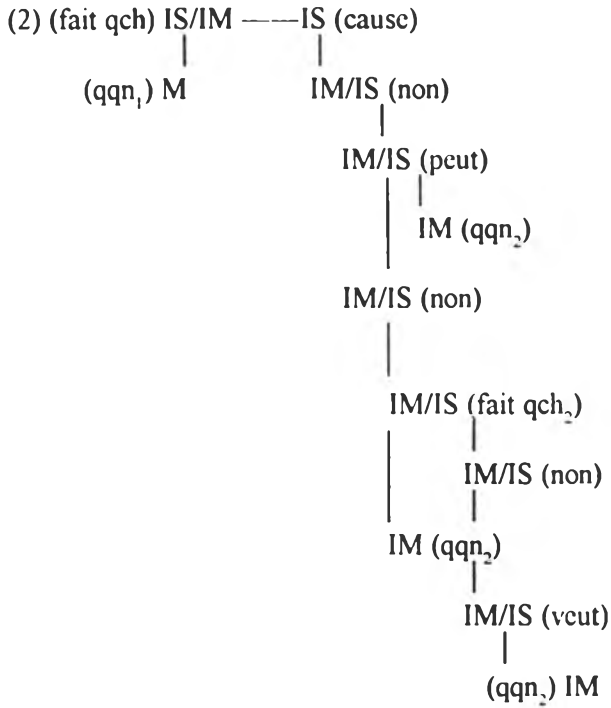 (2) (fait qch) IS/IM ——IS (cause)
(qqn₁) M IM/IS (non)
IM/IS (peut)
IM (qqn₂)
IM/IS (non)
IM/IS (fait qch₂)
IM/IS (non)
IM (qqn₂)
IM/IS (veut)
(qqn₂) IM